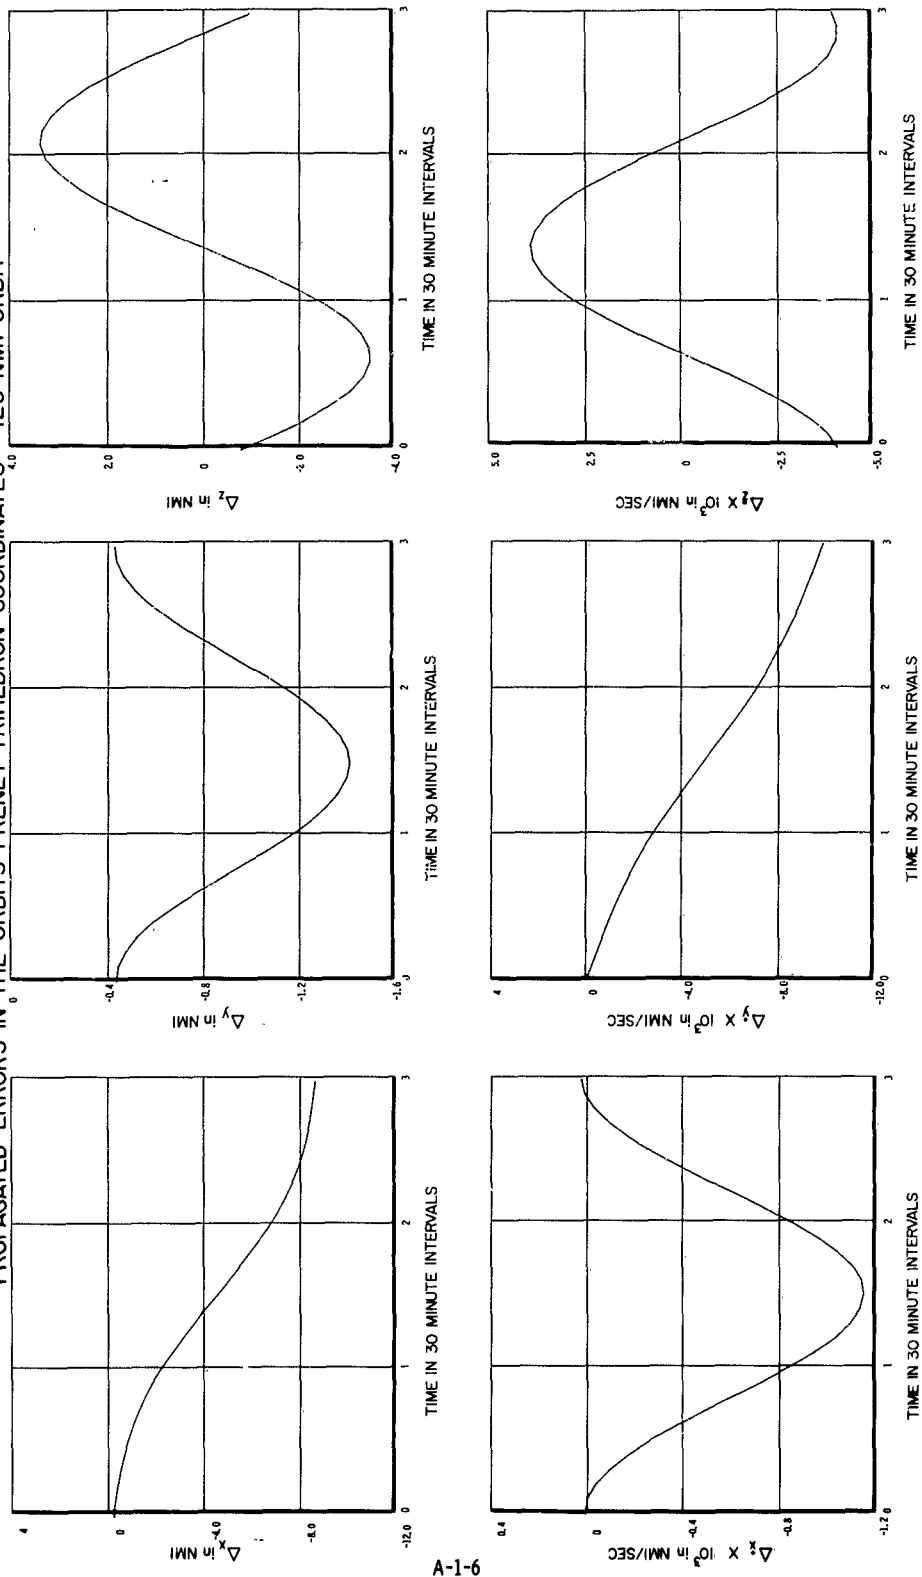 PROPAGATED ERRORS IN THE ORBITS FRENET TRIHEDRON COORDINATES 120 NMI ORBIT
Δx in NMI
4
0
-4.0
-8.0
-12.0
0 1 2 3
TIME IN 30 MINUTE INTERVALS
Δy in NMI
0
-0.4
-0.8
-1.2
-1.6
0 1 2 3
TIME IN 30 MINUTE INTERVALS
Δz in NMI
4.0
2.0
0
-2.0
-4.0
0 1 2 3
TIME IN 30 MINUTE INTERVALS
Δẋ X 10³ in NMI/SEC
0.4
0
-0.4
-0.8
-1.2
0 1 2 3
TIME IN 30 MINUTE INTERVALS
Δẏ X 10³ in NMI/SEC
4
0
-4.0
-8.0
-12.0
0 1 2 3
TIME IN 30 MINUTE INTERVALS
Δż X 10³ in NMI/SEC
5.0
2.5
0
-2.5
-5.0
0 1 2 3
TIME IN 30 MINUTE INTERVALS
A-1-6